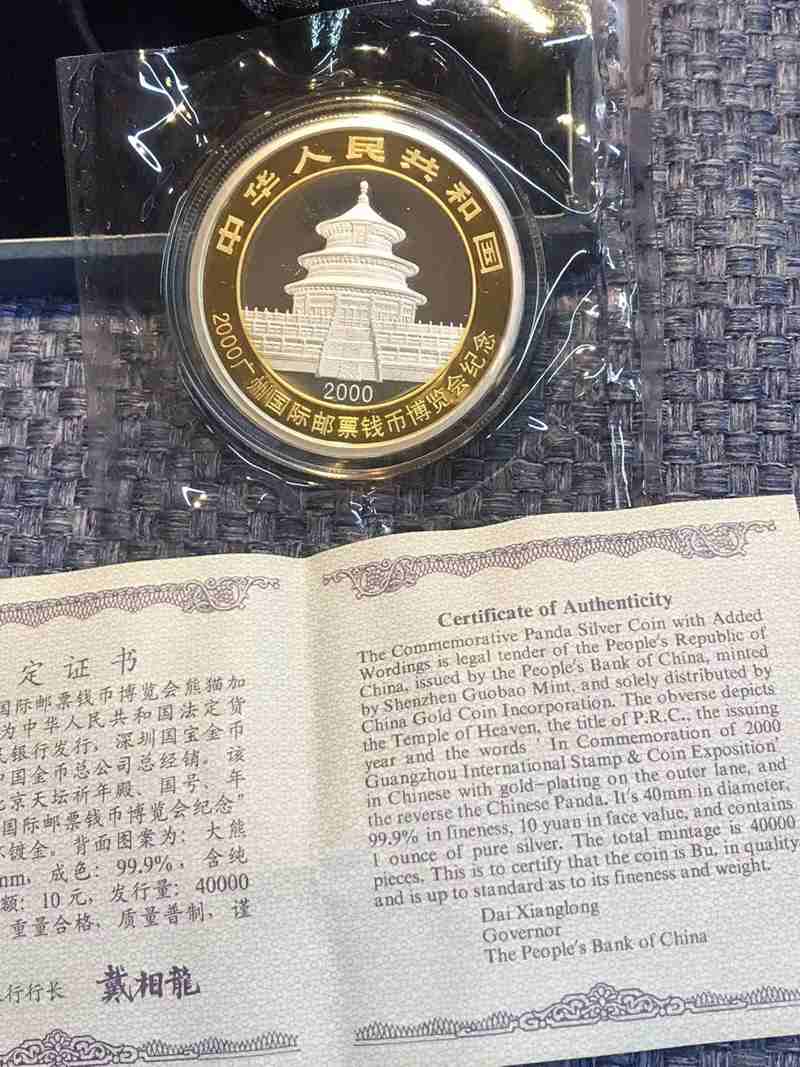 中华人民共和国
2000
2000广州国际邮票钱币博览会纪念
定证书
国际邮票钱币博览会熊猫加
为中华人民共和国法定货
民银行发行，深圳国宝金币
中国金币总公司总经销。该
北京天坛祈年殿、国号、年
国际邮票钱币博览会纪念”
环镀金。背面图案为：大熊
mm，成色：99.9%，含纯
额：10元，发行量：40000
重量合格，质量普制，谨
行行长 戴相龍
Certificate of Authenticity
The Commemorative Panda Silver Coin with Added
Wordings is legal tender of the People's Republic of
China, issued by the People's Bank of China, minted
by Shenzhen Guobao Mint, and solely distributed by
China Gold Coin Incorporation. The obverse depicts
the Temple of Heaven, the title of P.R.C., the issuing
year and the words ' In Commemoration of 2000
Guangzhou International Stamp & Coin Exposition'
in Chinese with gold-plating on the outer lane, and
the reverse the Chinese Panda. It's 40mm in diameter,
99.9% in fineness, 10 yuan in face value, and contains
1 ounce of pure silver. The total mintage is 40000
pieces. This is to certify that the coin is Bu, in quality
and is up to standard as to its fineness and weight.
Dai Xianglong
Governor
The People's Bank of China